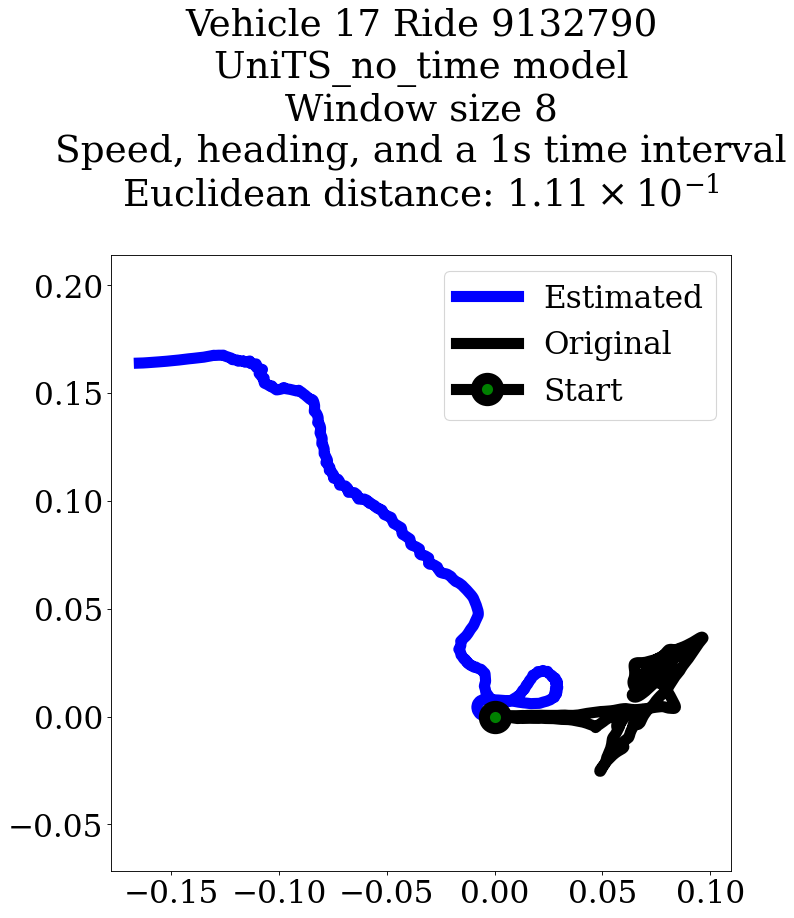 Vehicle 17 Ride 9132790
UniTS_no_time model
Window size 8
Speed, heading, and a 1s time interval
Euclidean distance: 1.11 × 10⁻¹
0.20
0.15
0.10
0.05
0.00
−0.05
Estimated
Original
Start
−0.15 −0.10 −0.05 0.00 0.05 0.10